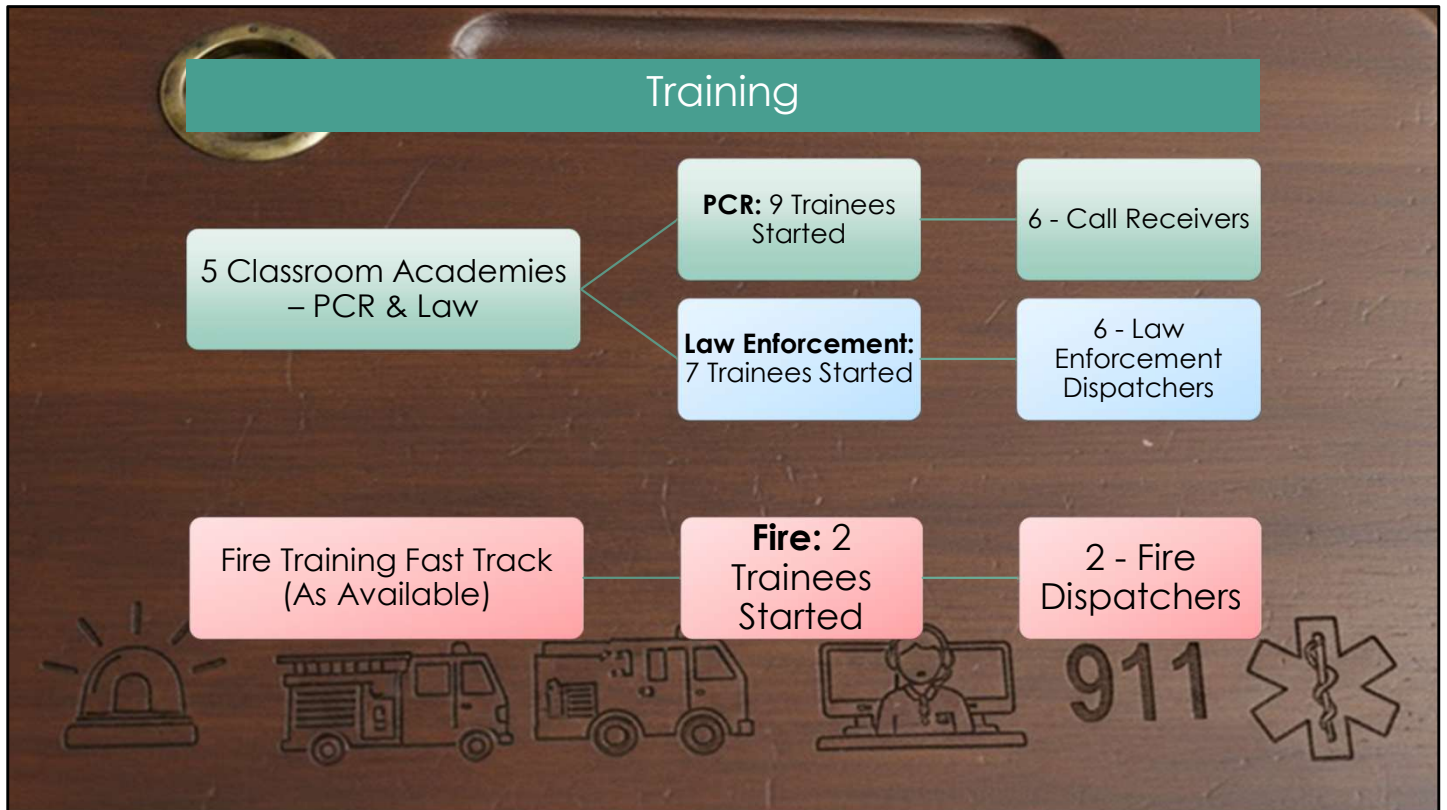 Training
5 Classroom Academies
– PCR & Law
PCR: 9 Trainees
Started
6 - Call Receivers
Law Enforcement:
7 Trainees Started
6 - Law
Enforcement
Dispatchers
Fire Training Fast Track
(As Available)
Fire: 2
Trainees
Started
2 - Fire
Dispatchers
911